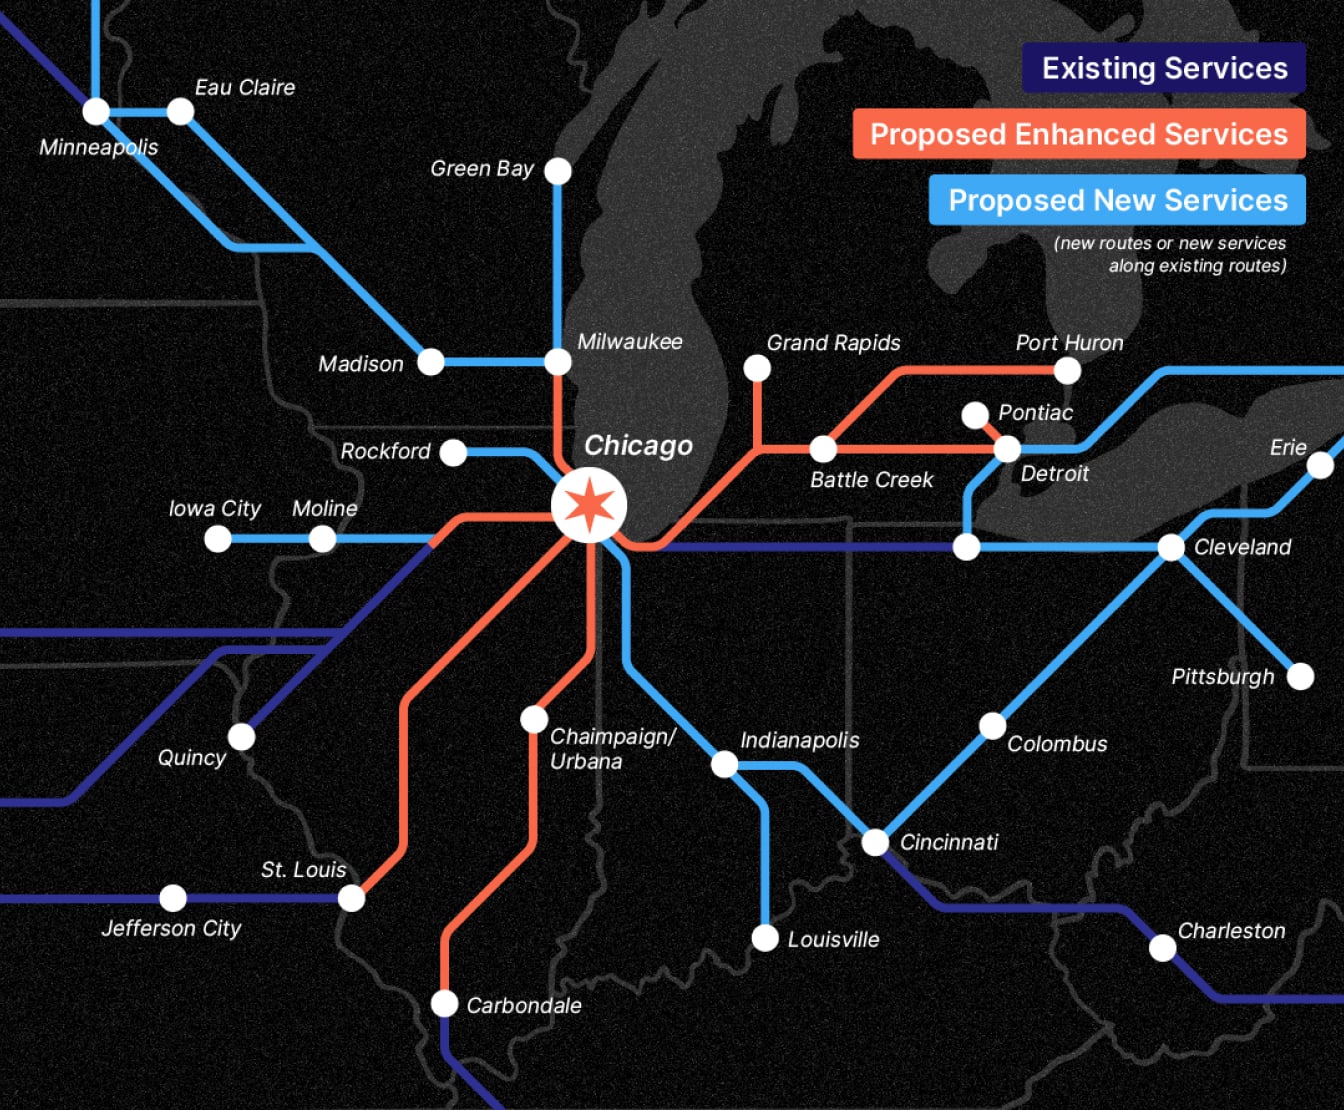 Existing Services
Eau Claire
Proposed Enhanced Services
Minneapolis
Green Bay
Proposed New Services
(new routes or new services
along existing routes)
Milwaukee
Grand Rapids
Port Huron
Madison
Pontiac
Chicago
Rockford
Erie
Battle Creek
Detroit
Iowa City
Moline
Cleveland
Pittsburgh
Chaimpaign/
Urbana
Indianapolis
Colombus
Quincy
Cincinnati
St. Louis
Jefferson City
Charleston
Louisville
Carbondale